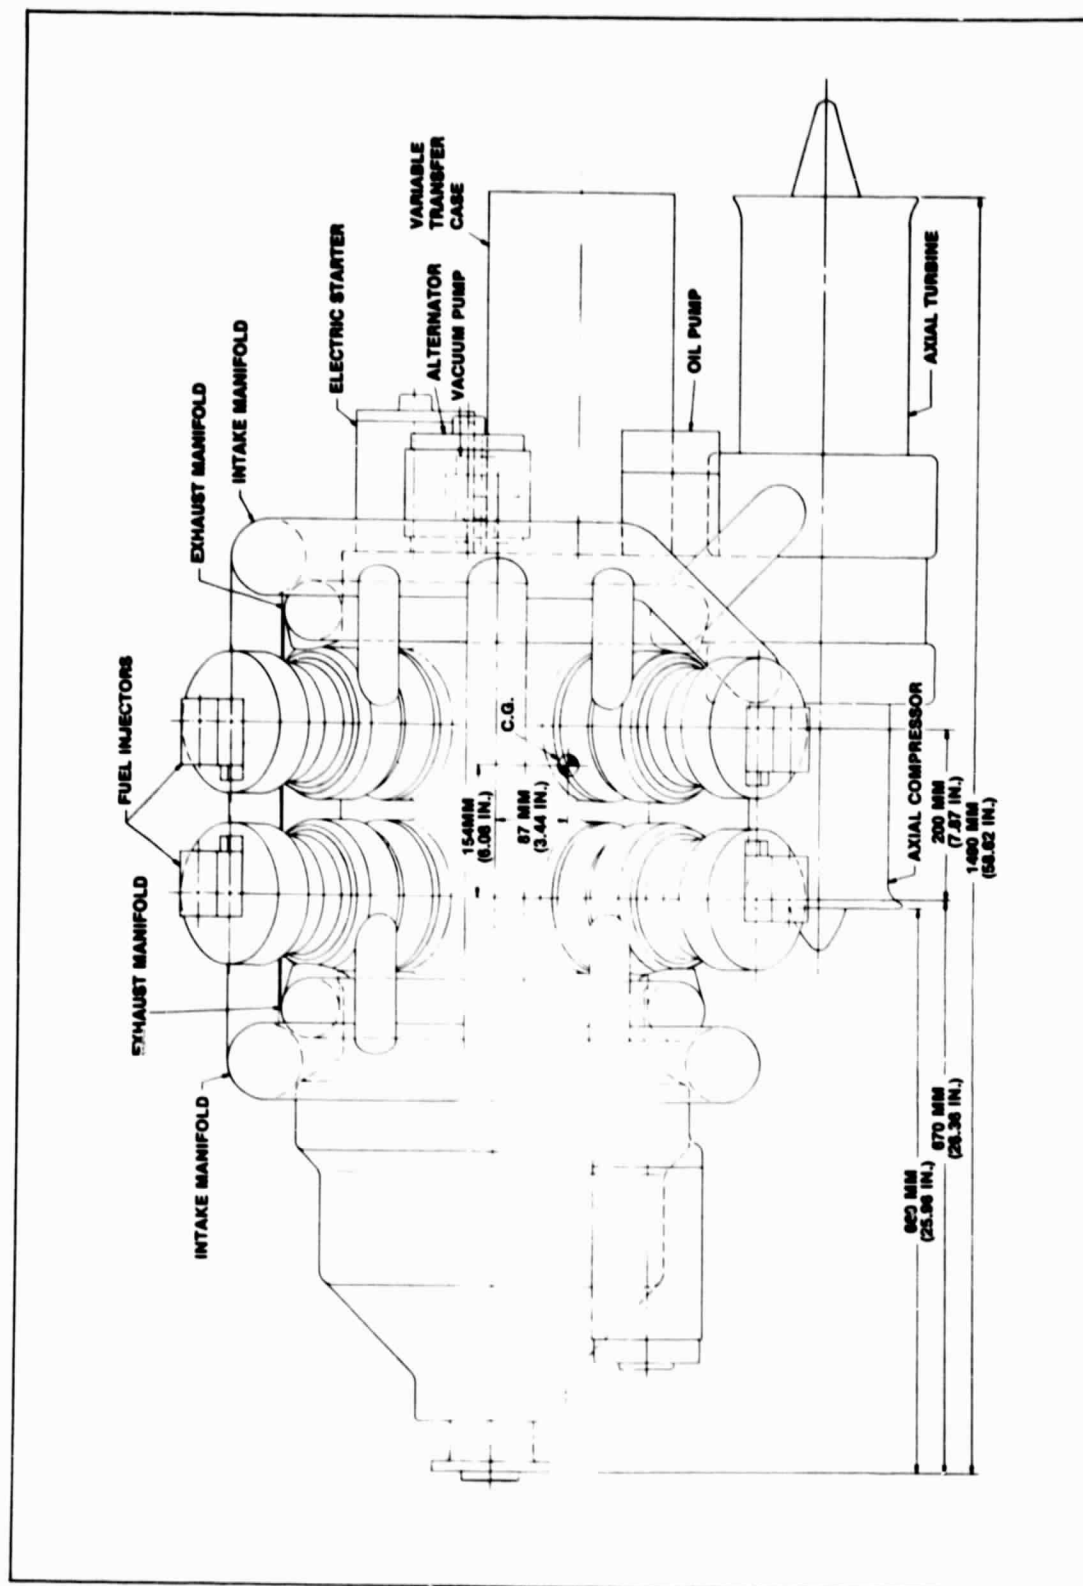 FUEL INJECTORS
EXHAUST MANIFOLD
INTAKE MANIFOLD
EXHAUST MANIFOLD
INTAKE MANIFOLD
ELECTRIC STARTER
VARIABLE
TRANSFER
CASE
ALTERNATOR
VACUUM PUMP
154MM
(6.06 IN.)
C.G.
87 MM
(3.44 IN.)
OIL PUMP
AXIAL TURBINE
AXIAL COMPRESSOR
MM
(25.98 IN.)
670 MM
(26.38 IN.)
200 MM
(7.87 IN.)
1490 MM
(58.62 IN.)